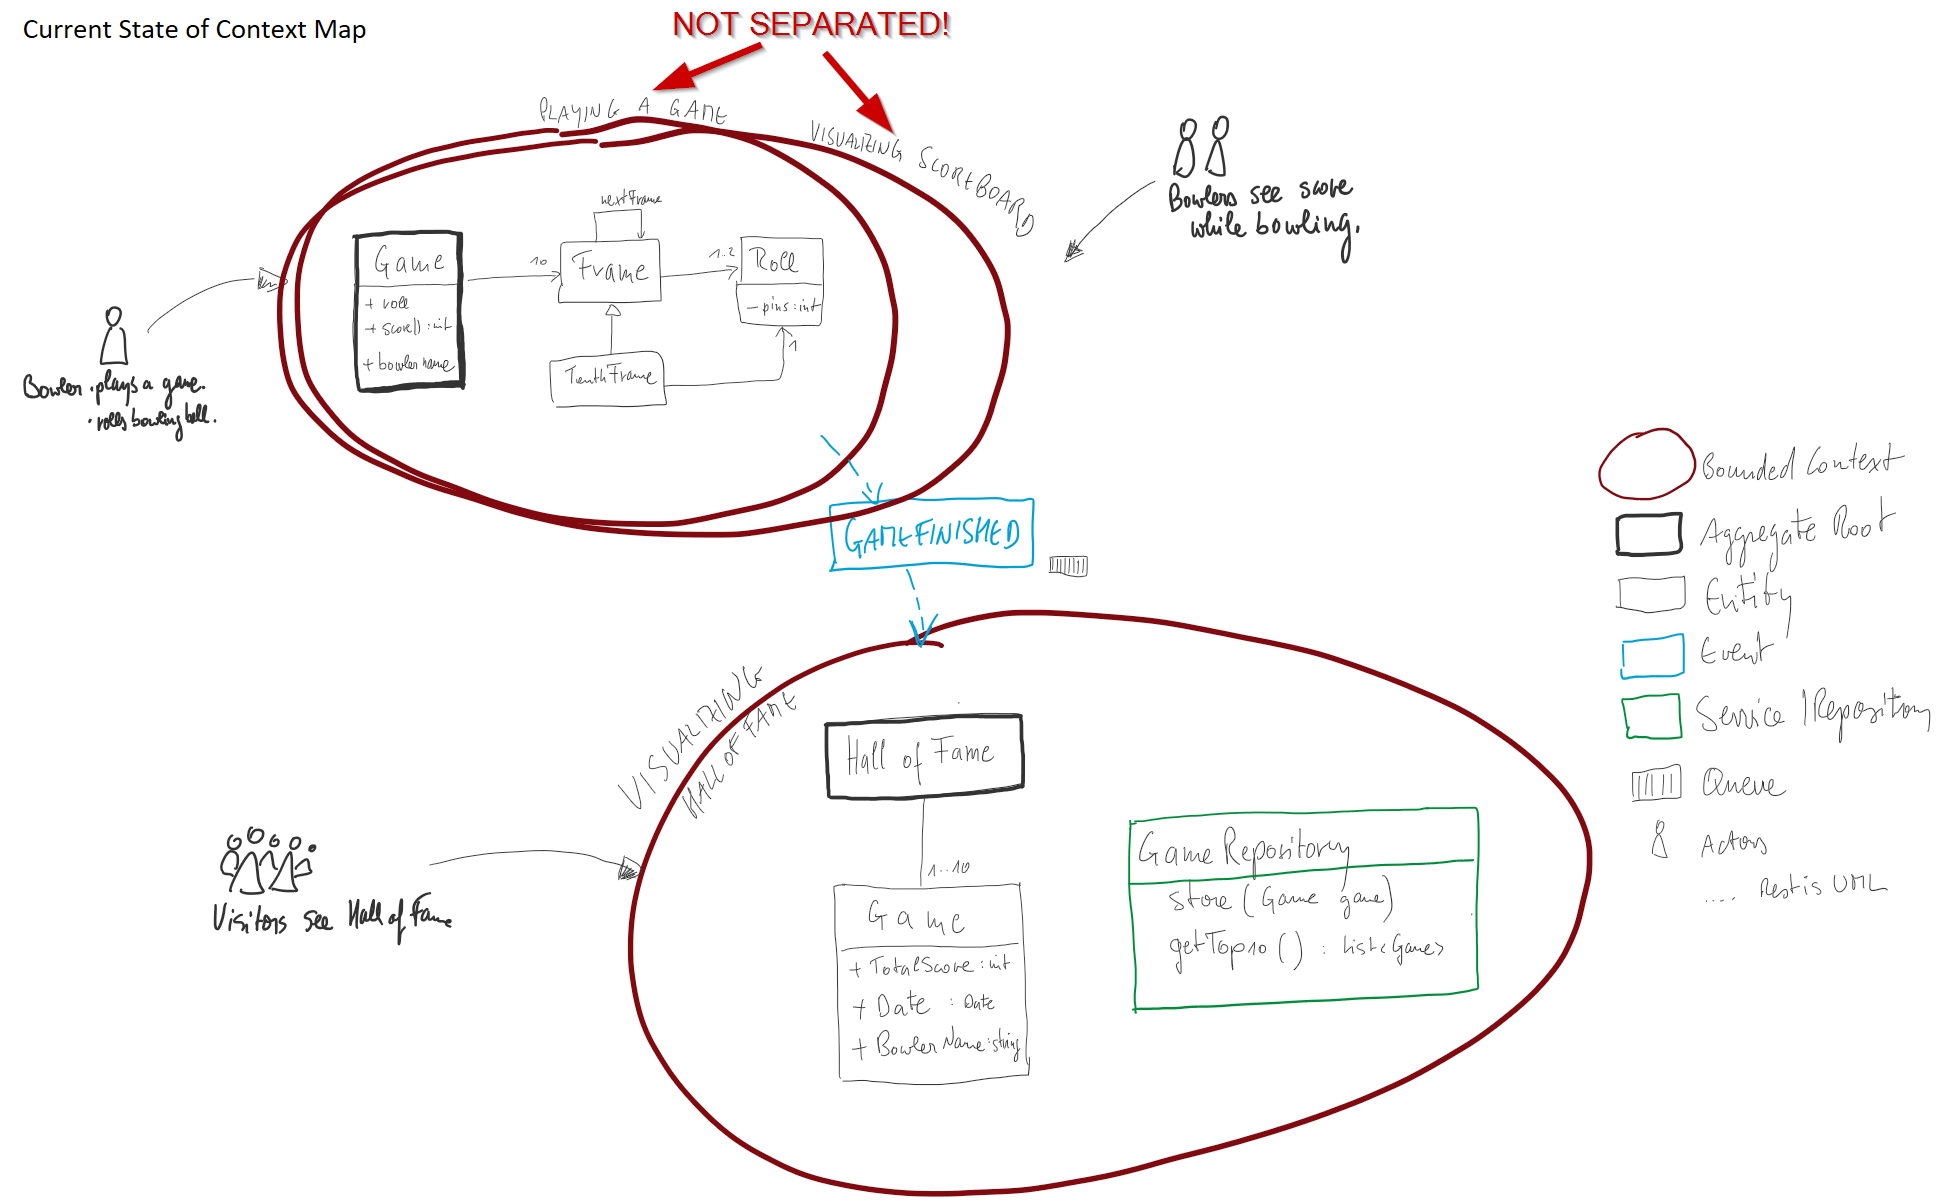 Current State of Context Map
NOT SEPARATED!
PLAYING A GAME
VISUALIZING SCOREBOARD
Bowlers see score
while bowling.
nextFrame
Game
+ roll
+ score() : int
+ bowler name
10
Frame
1..2
Roll
- pins : int
TenthFrame
1
Bowler · plays a game.
· rolls bowling ball.
GAMEFINISHED
Bounded Context
Aggregate Root
Entity
Event
Service / Repository
Queue
Actors
.... Rest is UML
VISUALIZING
HALL OF FAME
Hall of Fame
1..10
Game
+ TotalScore : int
+ Date : Date
+ BowlerName : string
Game Repository
store (Game game)
getTop10 () : List<Game>
Visitors see Hall of Fame